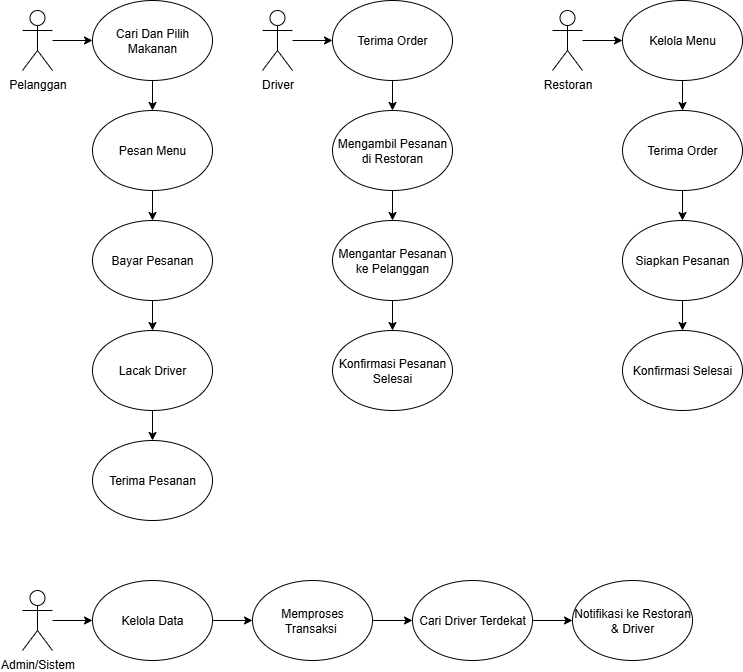 Cari Dan Pilih
Makanan
Pelanggan
Pesan Menu
Bayar Pesanan
Lacak Driver
Terima Pesanan
Terima Order
Driver
Mengambil Pesanan
di Restoran
Mengantar Pesanan
ke Pelanggan
Konfirmasi Pesanan
Selesai
Kelola Menu
Restoran
Terima Order
Siapkan Pesanan
Konfirmasi Selesai
Admin/Sistem
Kelola Data
Memproses
Transaksi
Cari Driver Terdekat
Notifikasi ke Restoran
& Driver